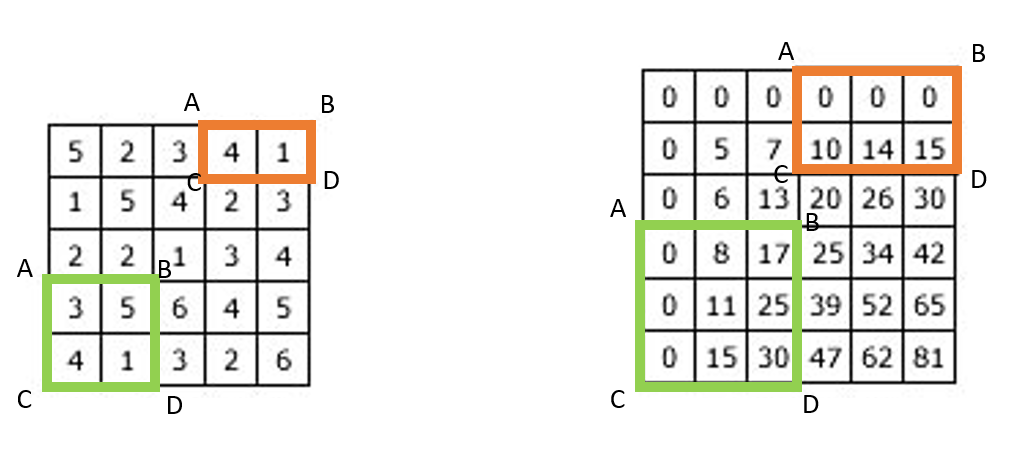 A B
5 2 3 4 1
C D
1 5 4 2 3
2 2 1 3 4
A B
3 5 6 4 5
4 1 3 2 6
C D
A B
0 0 0 0 0 0
0 5 7 10 14 15
C D
0 6 13 20 26 30
A B
0 8 17 25 34 42
0 11 25 39 52 65
0 15 30 47 62 81
C D